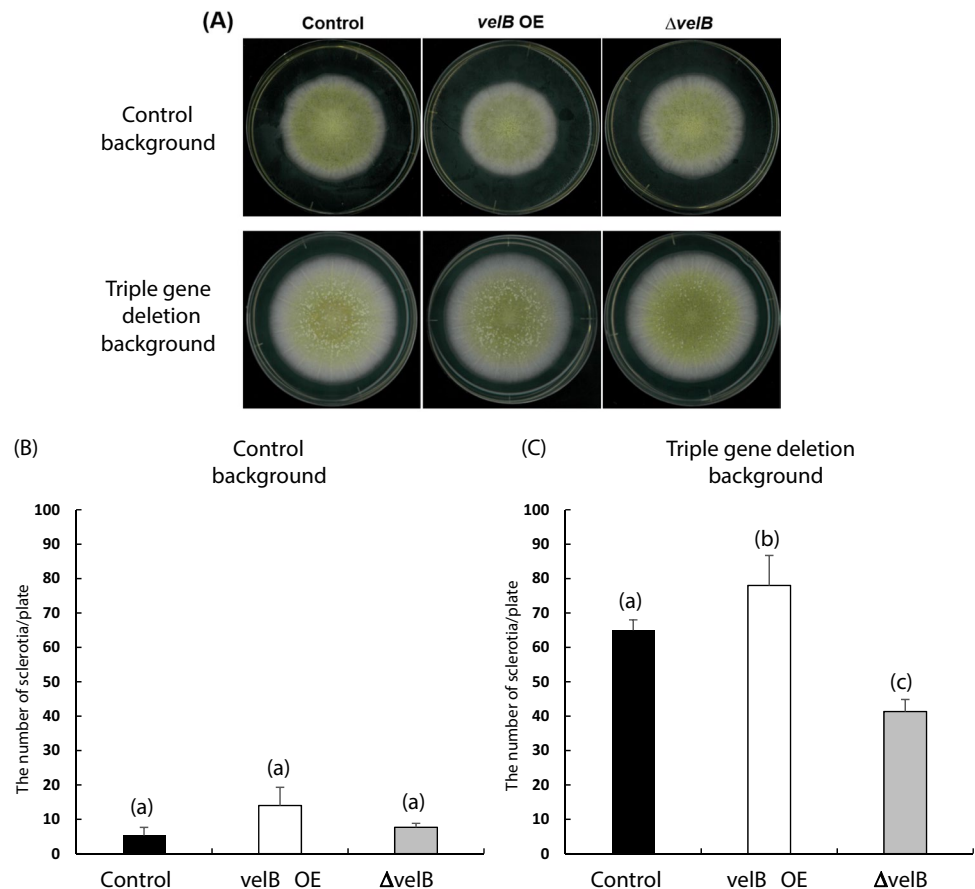 (A) Control velB OE ΔvelB
Control
background
Triple gene
deletion
background
(B) Control
background
(C) Triple gene deletion
background
The number of sclerotia/plate
100
90
80
70
60
50
40
30
20
10
0
(a)
(a)
(a)
Control velB OE ΔvelB
The number of sclerotia/plate
100
90
80
70
60
50
40
30
20
10
0
(a)
(b)
(c)
Control velB OE ΔvelB